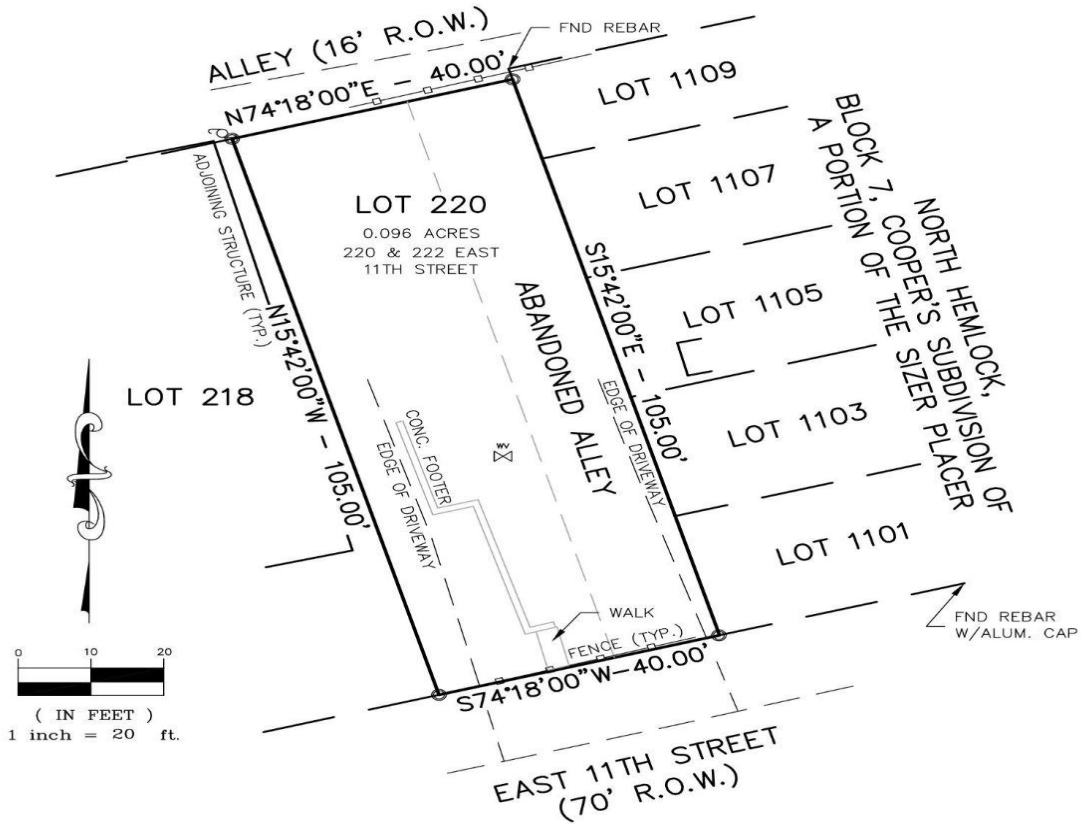 ALLEY (16' R.O.W.)
FND REBAR
N74°18'00"E - 40.00'
LOT 1109
ADJOINING STRUCTURE (TYP.)
LOT 220
0.096 ACRES
220 & 222 EAST
11TH STREET
LOT 1107
NORTH HEMLOCK,
BLOCK 7, COOPER'S SUBDIVISION OF
A PORTION OF THE SIZER PLACER
S15°42'00"E - 105.00'
LOT 1105
ABANDONED ALLEY
N15°42'00"W - 105.00'
LOT 218
EDGE OF DRIVEWAY
LOT 1103
CONC. FOOTER
EDGE OF DRIVEWAY
WV
LOT 1101
WALK
FENCE (TYP.)
FND REBAR
W/ALUM. CAP
S74°18'00"W-40.00'
0 10 20
( IN FEET )
1 inch = 20 ft.
EAST 11TH STREET
(70' R.O.W.)